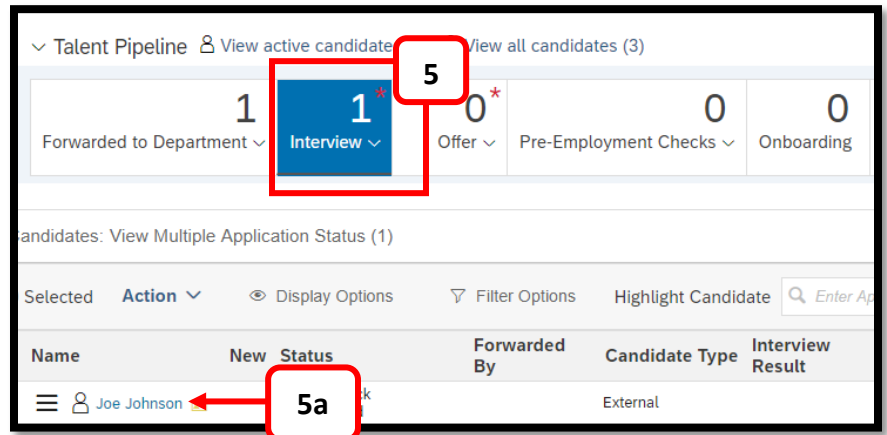 Talent Pipeline View active candidate View all candidates (3)
5
1 1* 0* 0 0
Forwarded to Department Interview Offer Pre-Employment Checks Onboarding
andidates: View Multiple Application Status (1)
Selected Action Display Options Filter Options Highlight Candidate Enter Ap
Name New Status Forwarded By Candidate Type Interview Result
Joe Johnson 5a External